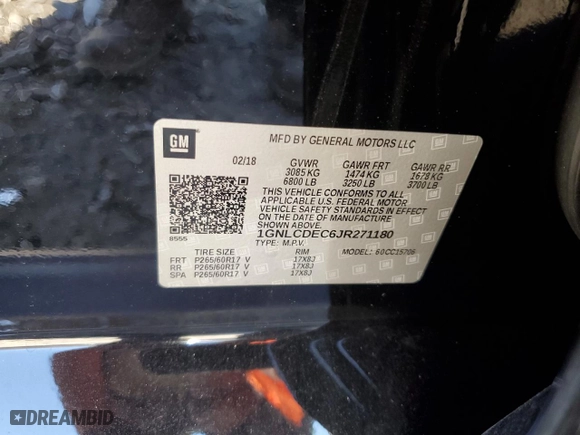 GM
MFD BY GENERAL MOTORS LLC
02/18 GVWR GAWR FRT GAWR RR
3085 KG 1474 KG 1678 KG
6800 LB 3250 LB 3700 LB
THIS VEHICLE CONFORMS TO ALL
APPLICABLE U.S. FEDERAL MOTOR
VEHICLE SAFETY STANDARDS IN EFFECT
ON THE DATE OF MANUFACTURE SHOWN ABOVE.
8555 1GNLCDEC6JR271180
TYPE: M.P.V.
TIRE SIZE RIM MODEL:
FRT P265/60R17 V 17X8J
RR P265/60R17 V 17X8J
SPA P265/60R17 V 17X8J
DREAMBID